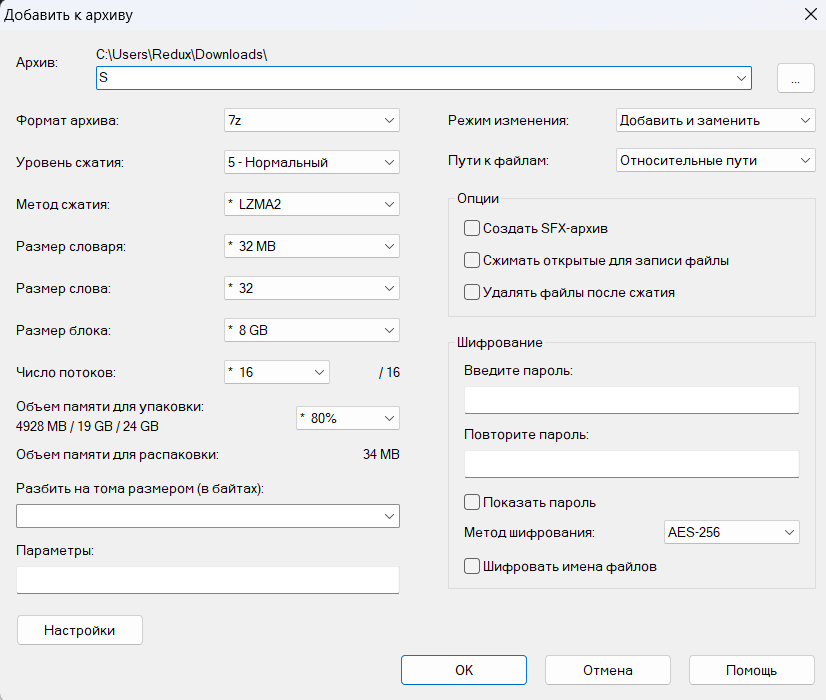 Добавить к архиву
Архив:
C:\Users\Redux\Downloads\
S
...
Формат архива:
7z
Уровень сжатия:
5 - Нормальный
Метод сжатия:
* LZMA2
Размер словаря:
* 32 MB
Размер слова:
* 32
Размер блока:
* 8 GB
Число потоков:
* 16
/ 16
Объем памяти для упаковки:
4928 MB / 19 GB / 24 GB
* 80%
Объем памяти для распаковки:
34 MB
Разбить на тома размером (в байтах):
Параметры:
Настройки
Режим изменения:
Добавить и заменить
Пути к файлам:
Относительные пути
Опции
Создать SFX-архив
Сжимать открытые для записи файлы
Удалять файлы после сжатия
Шифрование
Введите пароль:
Повторите пароль:
Показать пароль
Метод шифрования:
AES-256
Шифровать имена файлов
OK
Отмена
Помощь